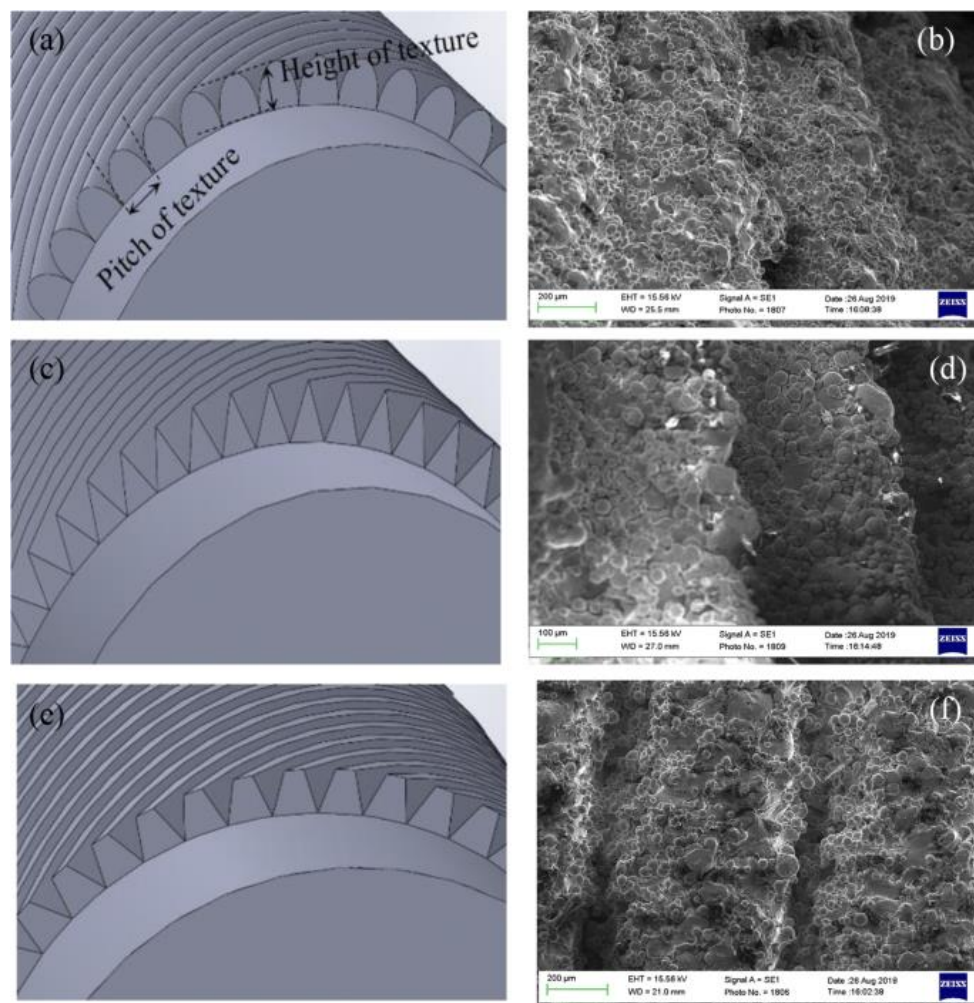 (a)
Height of texture
Pitch of texture
(b)
200 µm EHT = 15.56 kV Signal A = SE1 Date :26 Aug 2019
WD = 25.5 mm Photo No. = 1807 Time :16:08:38
ZEISS
(c)
(d)
100 µm EHT = 15.56 kV Signal A = SE1 Date :26 Aug 2019
WD = 27.0 mm Photo No. = 1809 Time :16:14:48
ZEISS
(e)
(f)
200 µm EHT = 15.56 kV Signal A = SE1 Date :26 Aug 2019
WD = 21.0 mm Photo No. = 1806 Time :16:02:38
ZEISS